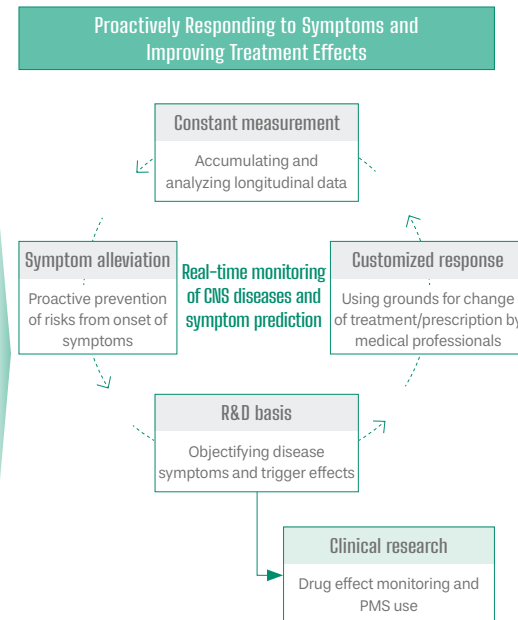 Proactively Responding to Symptoms and
Improving Treatment Effects
Constant measurement
Accumulating and
analyzing longitudinal data
Symptom alleviation
Proactive prevention
of risks from onset of
symptoms
Real-time monitoring
of CNS diseases and
symptom prediction
Customized response
Using grounds for change
of treatment/prescription by
medical professionals
R&D basis
Objectifying disease
symptoms and trigger effects
Clinical research
Drug effect monitoring and
PMS use